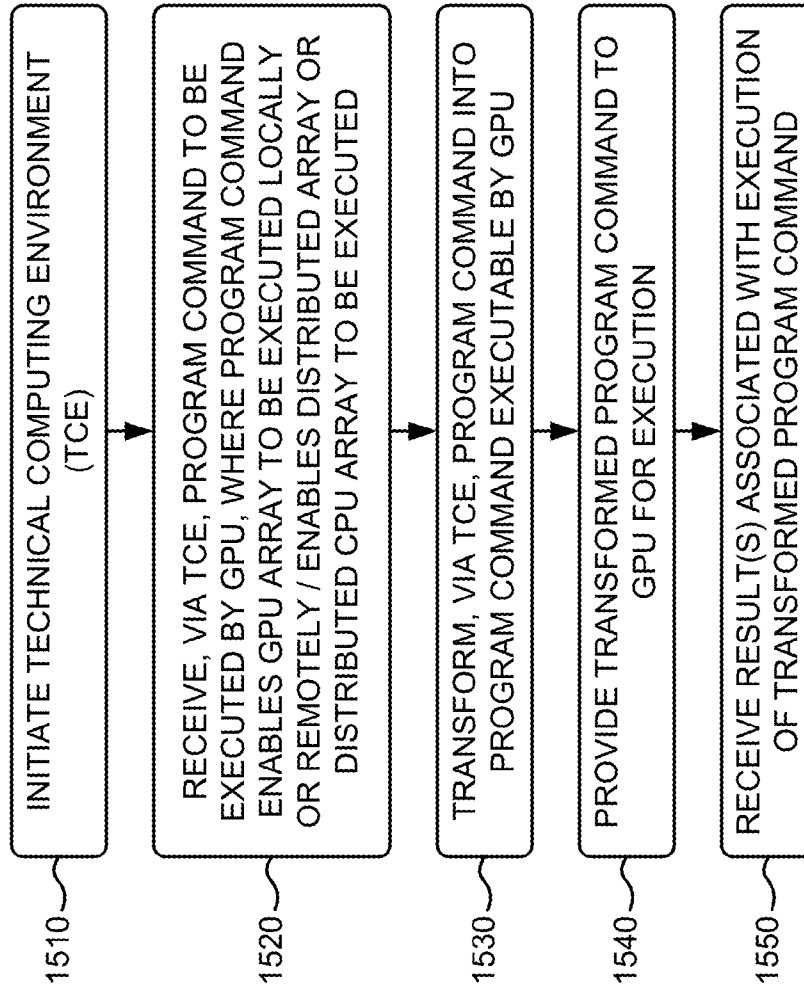 1510
INITIATE TECHNICAL COMPUTING ENVIRONMENT
(TCE)
1520
RECEIVE, VIA TCE, PROGRAM COMMAND TO BE
EXECUTED BY GPU, WHERE PROGRAM COMMAND
ENABLES GPU ARRAY TO BE EXECUTED LOCALLY
OR REMOTELY / ENABLES DISTRIBUTED ARRAY OR
DISTRIBUTED CPU ARRAY TO BE EXECUTED
1530
TRANSFORM, VIA TCE, PROGRAM COMMAND INTO
PROGRAM COMMAND EXECUTABLE BY GPU
1540
PROVIDE TRANSFORMED PROGRAM COMMAND TO
GPU FOR EXECUTION
1550
RECEIVE RESULT(S) ASSOCIATED WITH EXECUTION
OF TRANSFORMED PROGRAM COMMAND